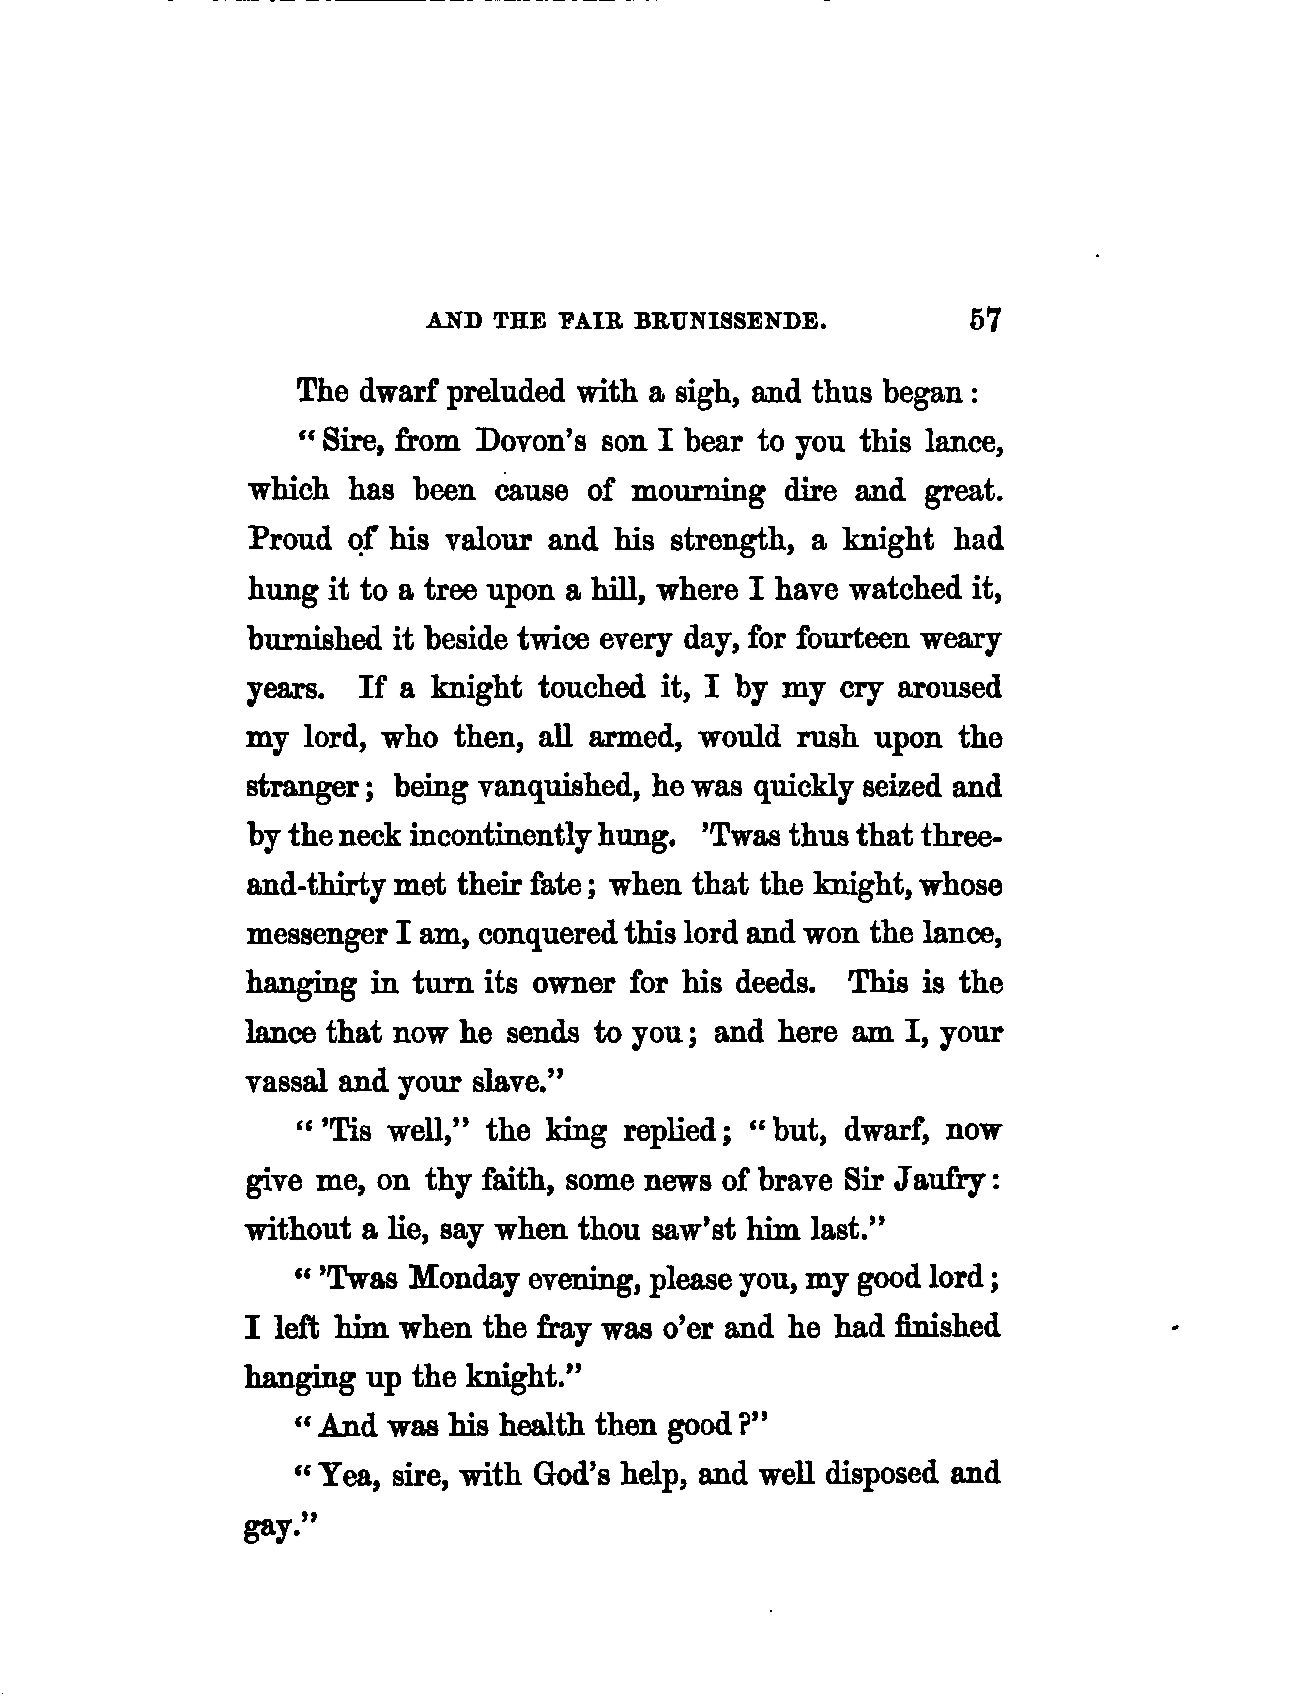 AND THE FAIR BRUNISSENDE. 57
The dwarf preluded with a sigh, and thus began :
“ Sire, from Dovon’s son I bear to you this lance,
which has been cause of mourning dire and great.
Proud of his valour and his strength, a knight had
hung it to a tree upon a hill, where I have watched it,
burnished it beside twice every day, for fourteen weary
years. If a knight touched it, I by my cry aroused
my lord, who then, all armed, would rush upon the
stranger ; being vanquished, he was quickly seized and
by the neck incontinently hung. ’Twas thus that three-
and-thirty met their fate ; when that the knight, whose
messenger I am, conquered this lord and won the lance,
hanging in turn its owner for his deeds. This is the
lance that now he sends to you ; and here am I, your
vassal and your slave.”
“ ’Tis well,” the king replied ; “ but, dwarf, now
give me, on thy faith, some news of brave Sir Jaufry :
without a lie, say when thou saw’st him last.”
“ ’Twas Monday evening, please you, my good lord ;
I left him when the fray was o’er and he had finished
hanging up the knight.”
“ And was his health then good ?”
“ Yea, sire, with God’s help, and well disposed and
gay.”